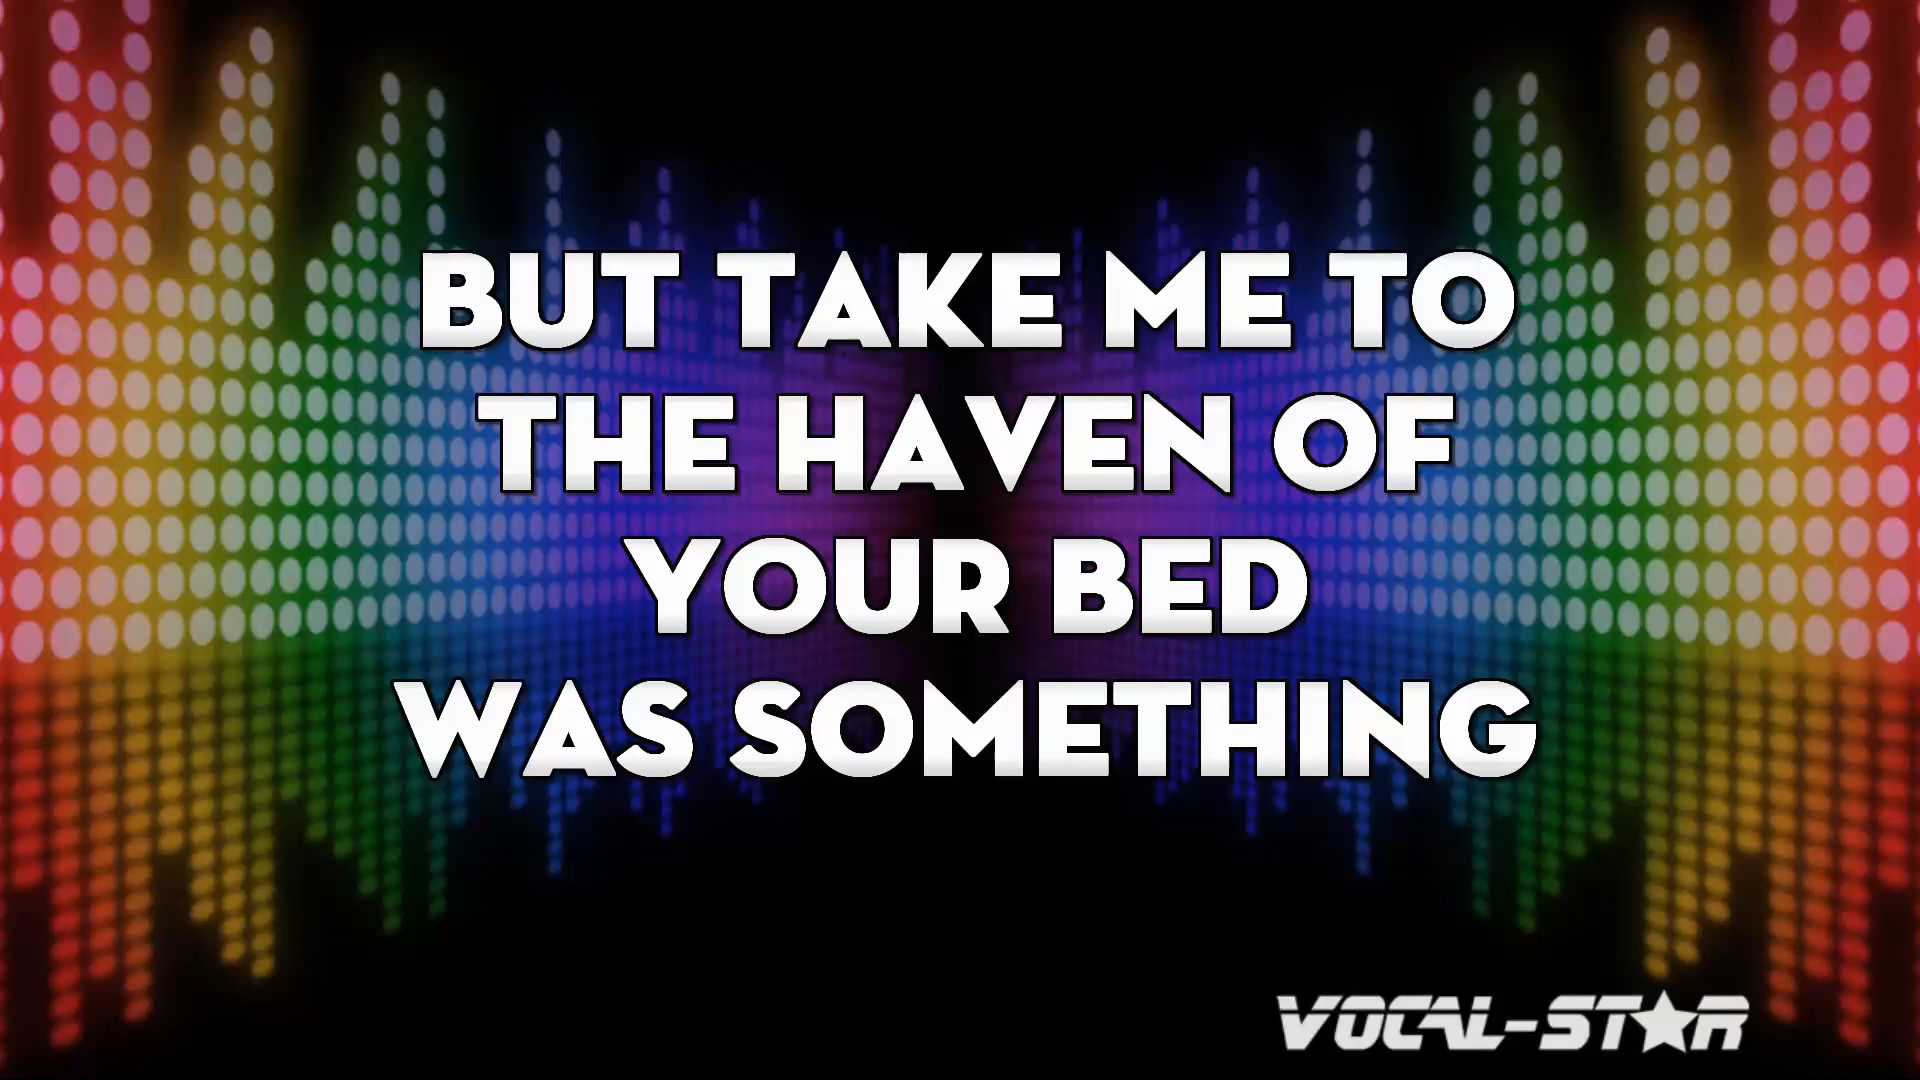 BUT TAKE ME TO
THE HAVEN OF
YOUR BED
WAS SOMETHING
VOCAL-STAR